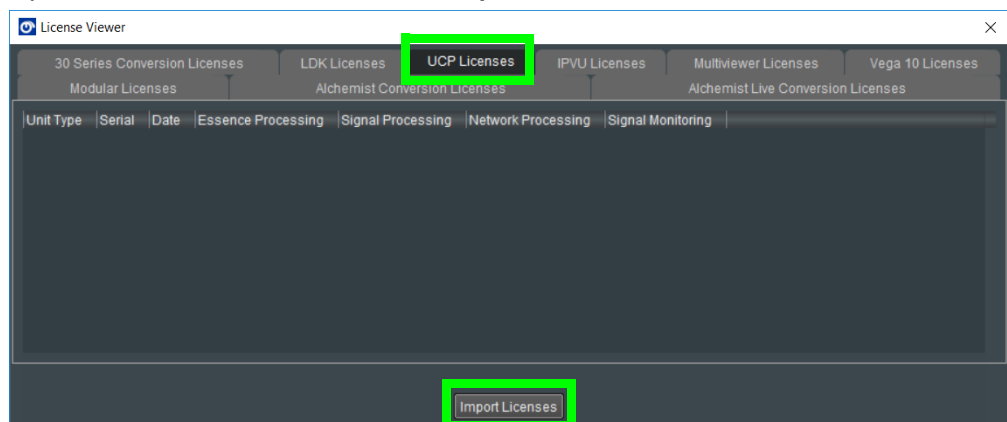 License Viewer
30 Series Conversion Licenses LDK Licenses UCP Licenses IPVU Licenses Multiviewer Licenses Vega 10 Licenses
Modular Licenses Alchemist Conversion Licenses Alchemist Live Conversion Licenses
Unit Type Serial Date Essence Processing Signal Processing Network Processing Signal Monitoring
Import Licenses